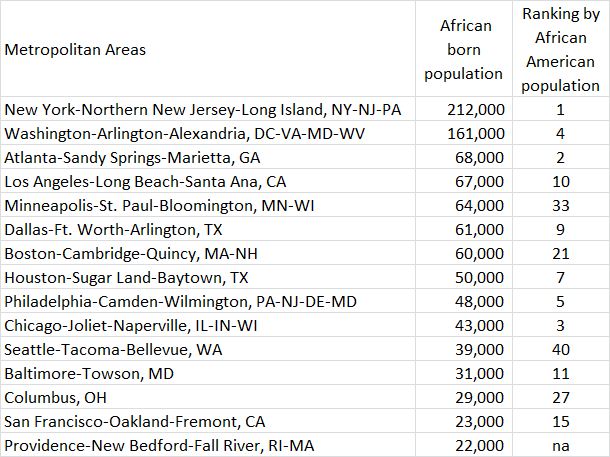 Metropolitan Areas African born population Ranking by African American population
New York-Northern New Jersey-Long Island, NY-NJ-PA 212,000 1
Washington-Arlington-Alexandria, DC-VA-MD-WV 161,000 4
Atlanta-Sandy Springs-Marietta, GA 68,000 2
Los Angeles-Long Beach-Santa Ana, CA 67,000 10
Minneapolis-St. Paul-Bloomington, MN-WI 64,000 33
Dallas-Ft. Worth-Arlington, TX 61,000 9
Boston-Cambridge-Quincy, MA-NH 60,000 21
Houston-Sugar Land-Baytown, TX 50,000 7
Philadelphia-Camden-Wilmington, PA-NJ-DE-MD 48,000 5
Chicago-Joliet-Naperville, IL-IN-WI 43,000 3
Seattle-Tacoma-Bellevue, WA 39,000 40
Baltimore-Towson, MD 31,000 11
Columbus, OH 29,000 27
San Francisco-Oakland-Fremont, CA 23,000 15
Providence-New Bedford-Fall River, RI-MA 22,000 na